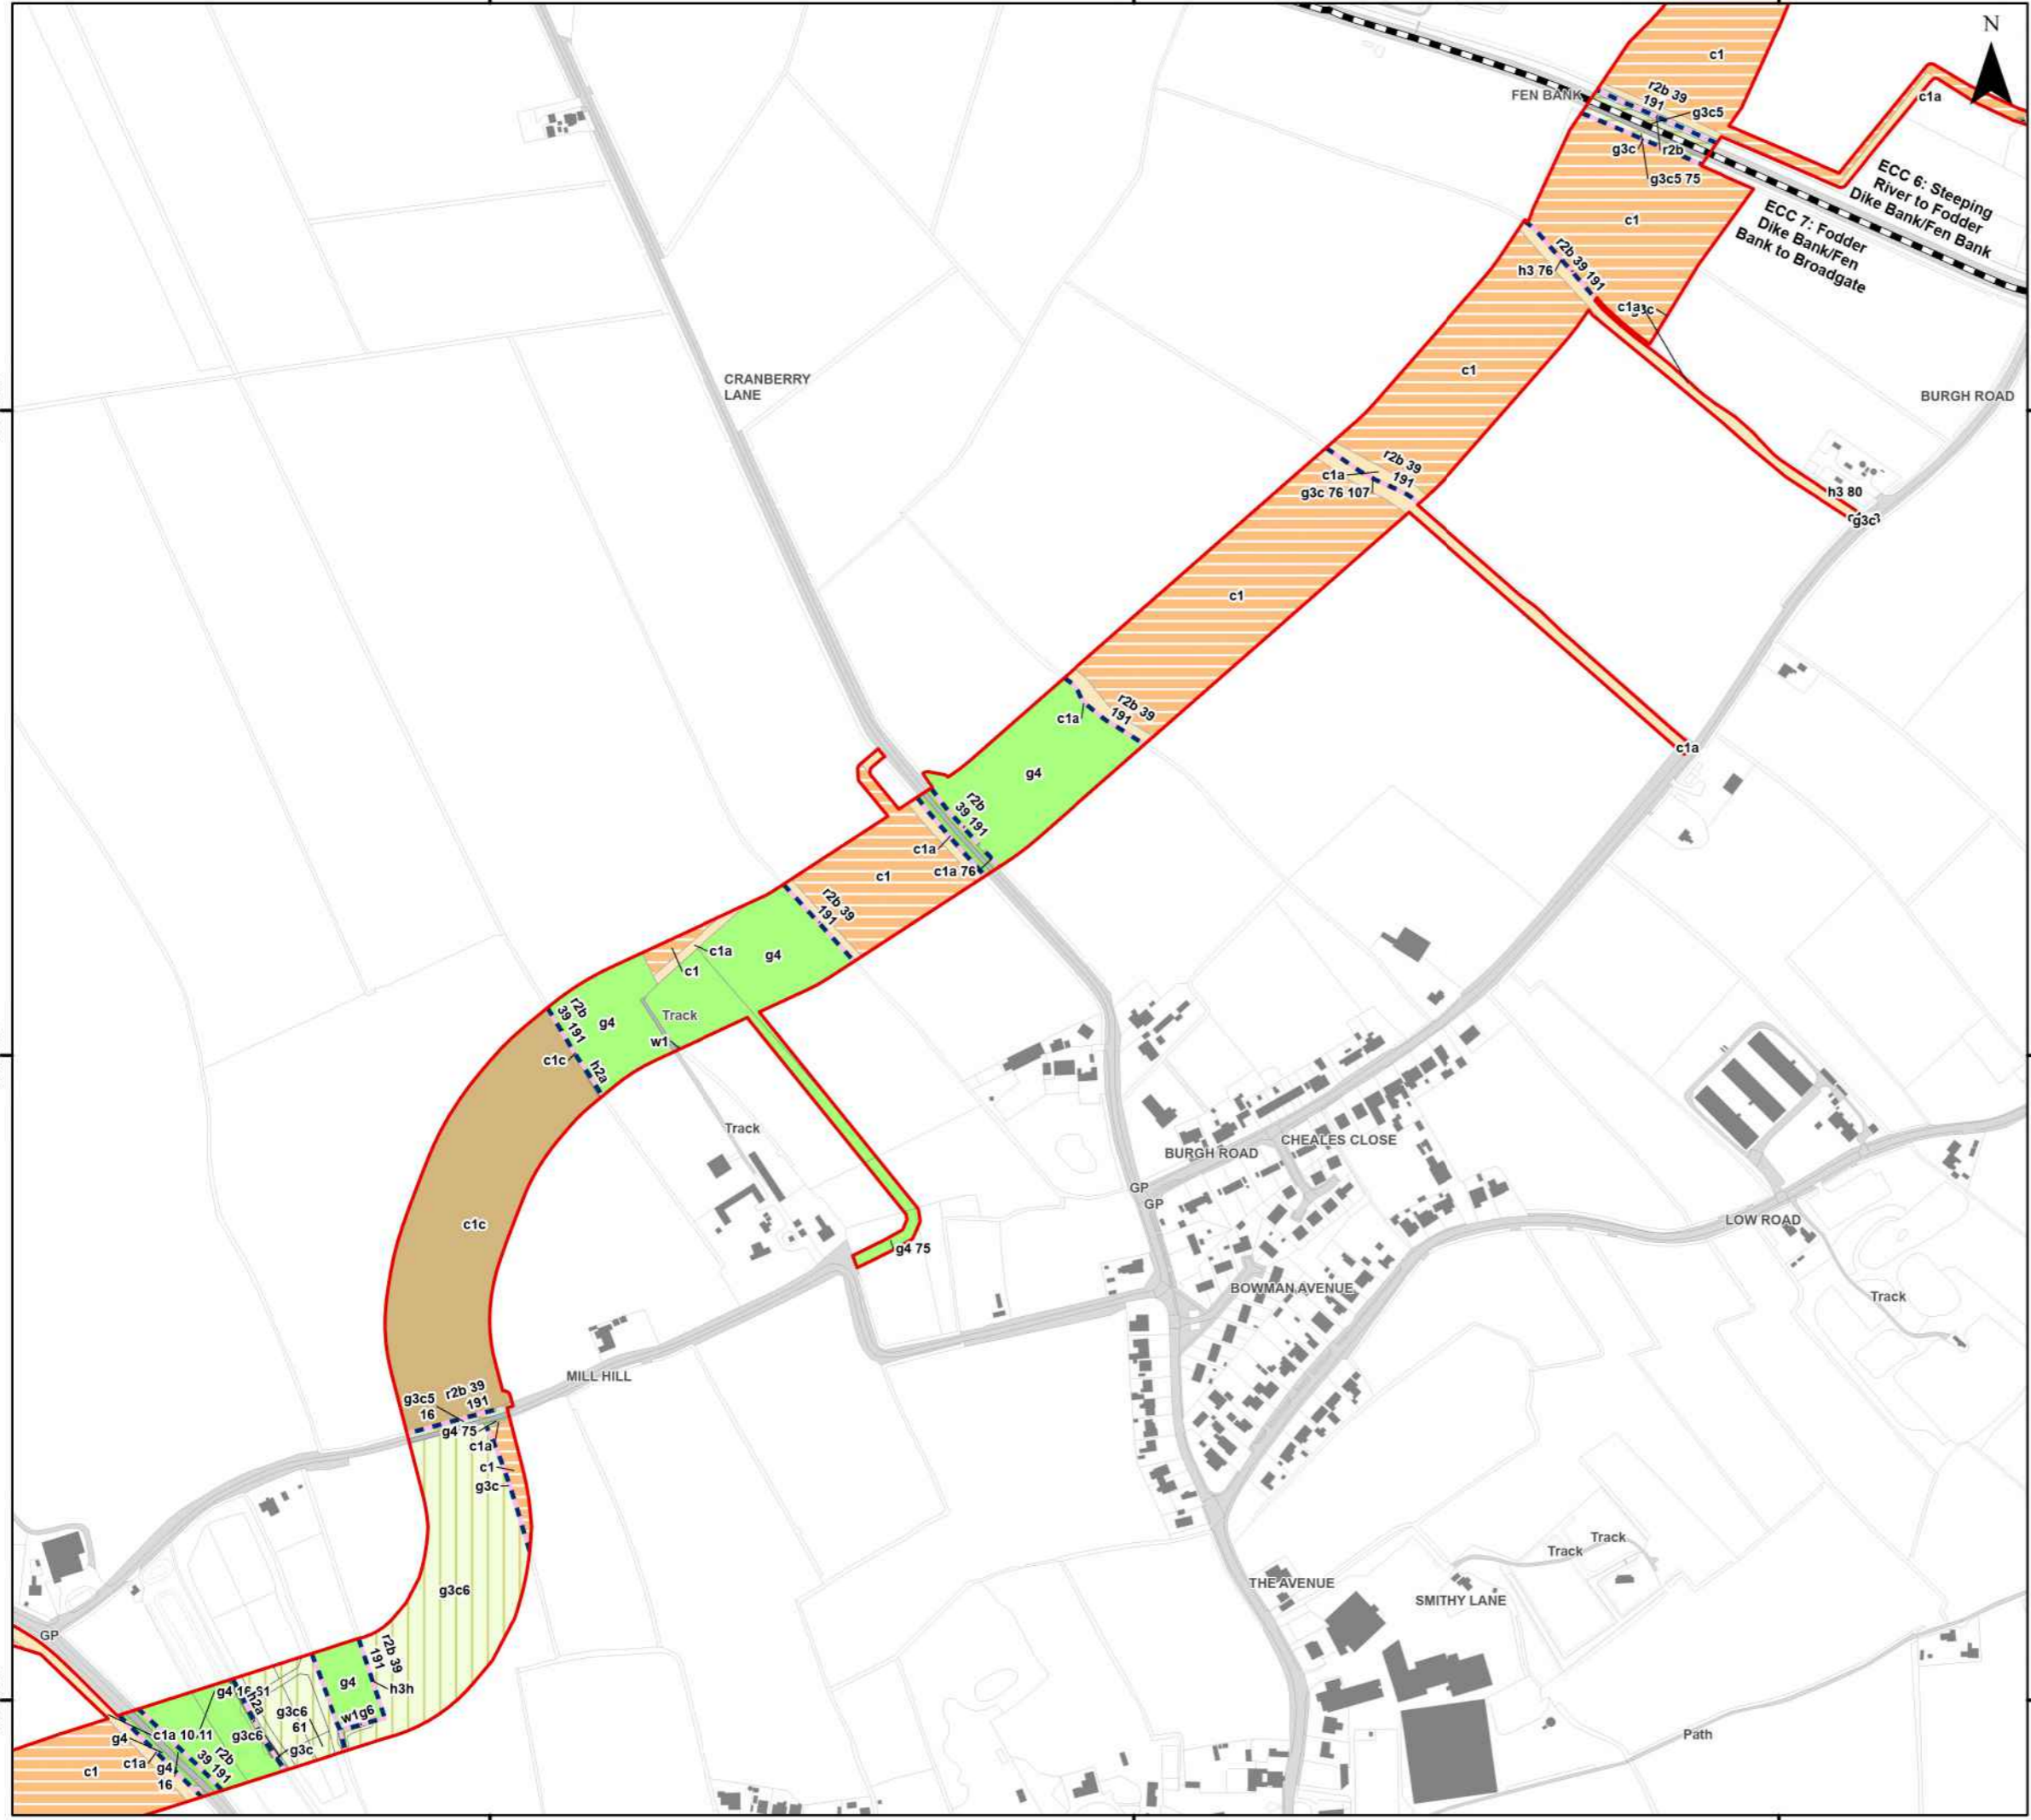 N
c1
FEN BANK
r2b 39
191
g3c5
c1a
g3c
r2b
g3c5 75
ECC 6: Steeping
River to Fodder
Dike Bank/Fen Bank
ECC 7: Fodder
Dike Bank/Fen
Bank to Broadgate
c1
r2b 39 191
h3 76
c1a
CRANBERRY
LANE
c1
BURGH ROAD
r2b 39
191
c1a
g3c 76 107
h3 80
g3c
c1
r2b 39
191
c1a
c1a
g4
r2b
39 191
c1a
c1a 76
c1
r2b 39
191
c1a
g4
c1
r2b
39 191
g4
Track
w1
c1c
h2a
Track
CHEALES CLOSE
BURGH ROAD
GP
GP
c1c
LOW ROAD
g4 75
BOWMAN AVENUE
Track
MILL HILL
g3c5
16
r2b 39
191
g4 75
c1a
c1
g3c
Track
Track
g3c6
THE AVENUE
SMITHY LANE
GP
r2b 39
191
g4
h3h
g4 16 61
h2a
g3c6
61
w1g6
Path
c1a 10 11
g3c6
g4
g3c
c1a
g4
16
r2b
39 191
c1